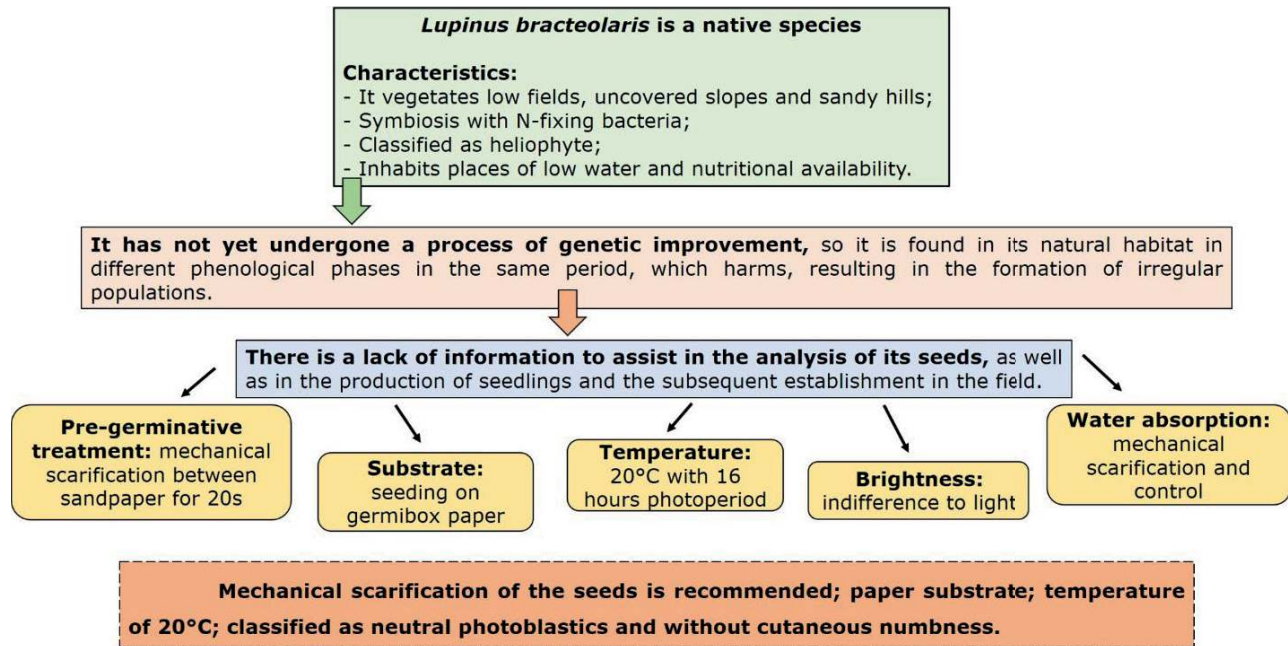 Lupinus bracteolaris is a native species
Characteristics:
- It vegetates low fields, uncovered slopes and sandy hills;
- Symbiosis with N-fixing bacteria;
- Classified as heliophyte;
- Inhabits places of low water and nutritional availability.
It has not yet undergone a process of genetic improvement, so it is found in its natural habitat in
different phenological phases in the same period, which harms, resulting in the formation of irregular
populations.
There is a lack of information to assist in the analysis of its seeds, as well
as in the production of seedlings and the subsequent establishment in the field.
Pre-germinative
treatment: mechanical
scarification between
sandpaper for 20s
Substrate:
seeding on
germibox paper
Temperature:
20°C with 16
hours photoperiod
Brightness:
indifference to light
Water absorption:
mechanical
scarification and
control
Mechanical scarification of the seeds is recommended; paper substrate; temperature
of 20°C; classified as neutral photoblastics and without cutaneous numbness.